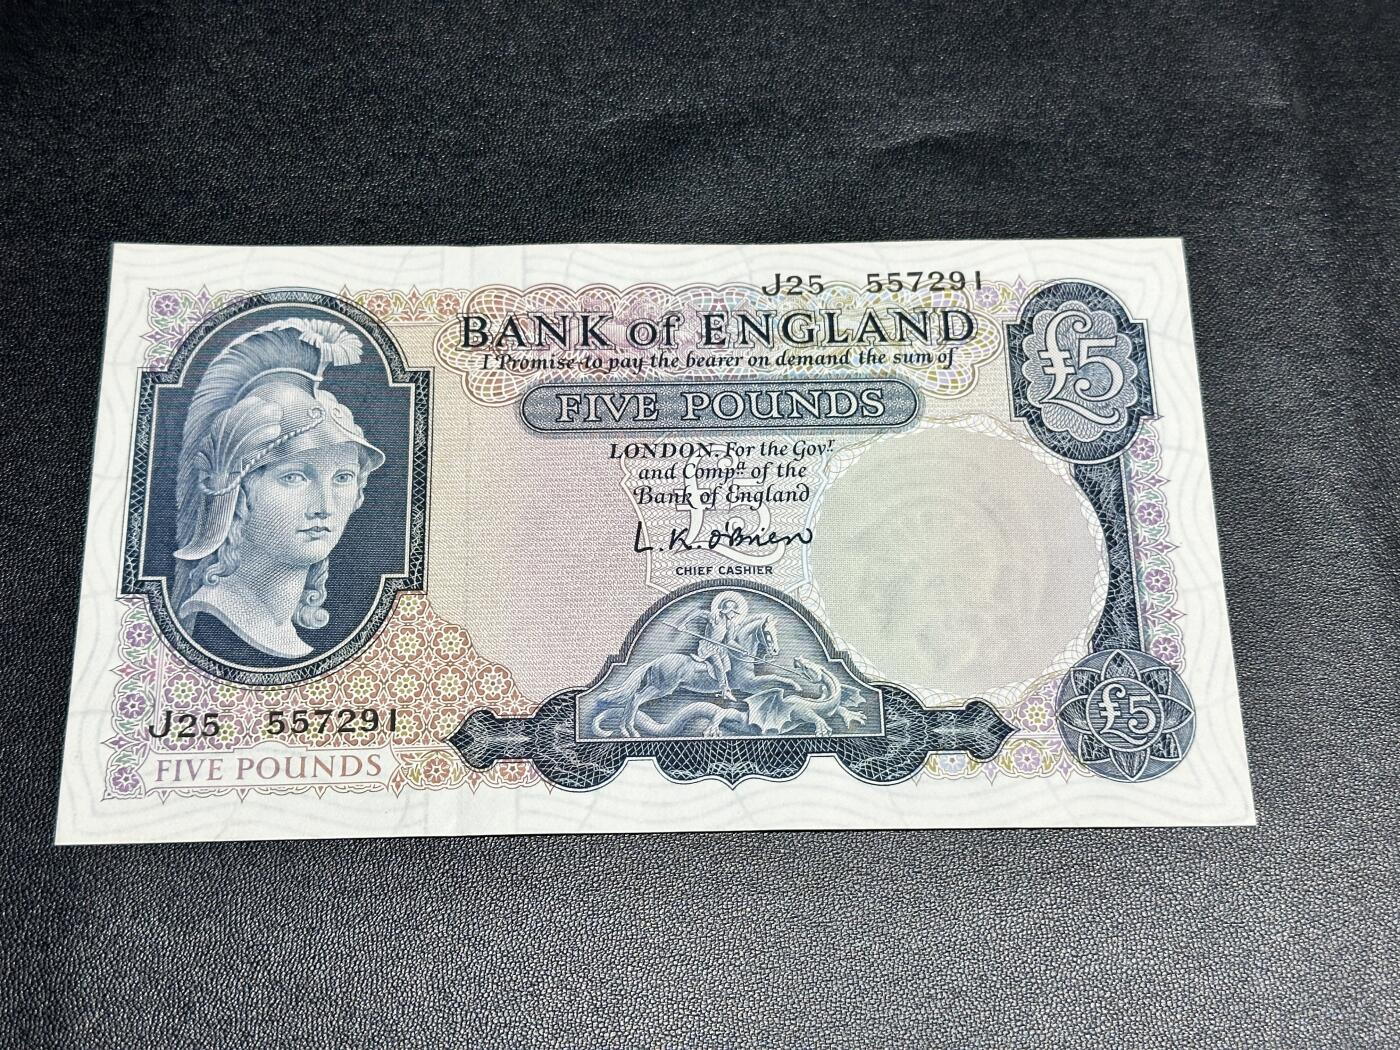 J25 557291
BANK of ENGLAND
I Promise to pay the bearer on demand the sum of
£5
FIVE POUNDS
LONDON. For the Govr
and Compa of the
Bank of England
£5
L.K.O'Brien
CHIEF CASHIER
J25 557291
FIVE POUNDS
£5